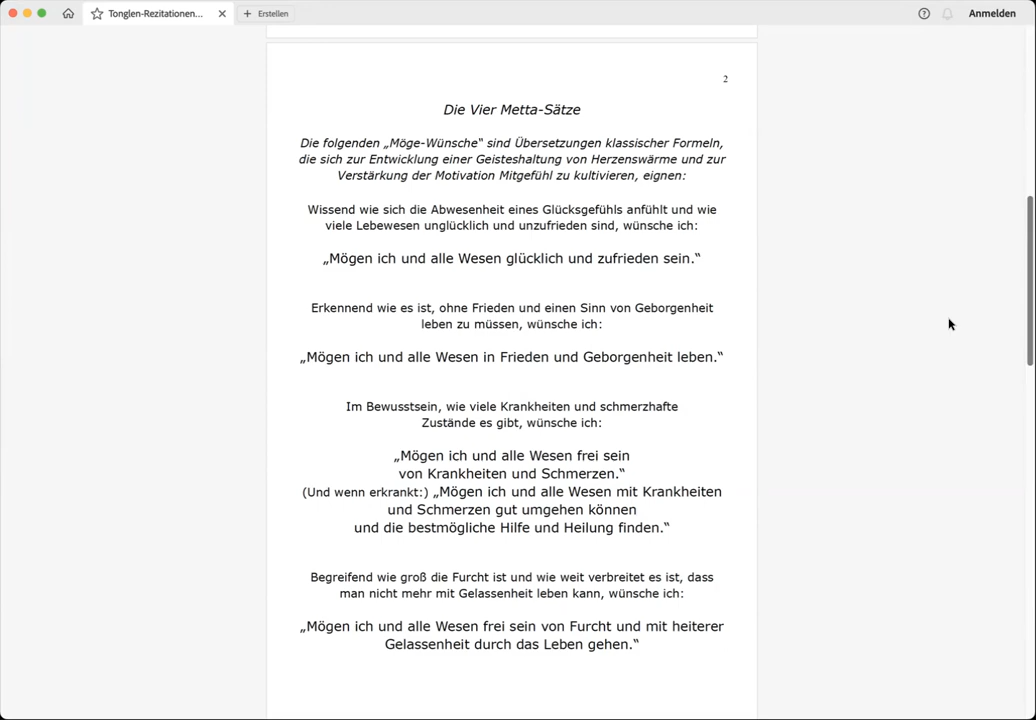 Tonglen-Rezitationen...
Erstellen
Anmelden
2
Die Vier Metta-Sätze
Die folgenden „Möge-Wünsche“ sind Übersetzungen klassischer Formeln,
die sich zur Entwicklung einer Geisteshaltung von Herzenswärme und zur
Verstärkung der Motivation Mitgefühl zu kultivieren, eignen:
Wissend wie sich die Abwesenheit eines Glücksgefühls anfühlt und wie
viele Lebewesen unglücklich und unzufrieden sind, wünsche ich:
„Mögen ich und alle Wesen glücklich und zufrieden sein.“
Erkennend wie es ist, ohne Frieden und einen Sinn von Geborgenheit
leben zu müssen, wünsche ich:
„Mögen ich und alle Wesen in Frieden und Geborgenheit leben.“
Im Bewusstsein, wie viele Krankheiten und schmerzhafte
Zustände es gibt, wünsche ich:
„Mögen ich und alle Wesen frei sein
von Krankheiten und Schmerzen.“
(Und wenn erkrankt:) „Mögen ich und alle Wesen mit Krankheiten
und Schmerzen gut umgehen können
und die bestmögliche Hilfe und Heilung finden.“
Begreifend wie groß die Furcht ist und wie weit verbreitet es ist, dass
man nicht mehr mit Gelassenheit leben kann, wünsche ich:
„Mögen ich und alle Wesen frei sein von Furcht und mit heiterer
Gelassenheit durch das Leben gehen.“